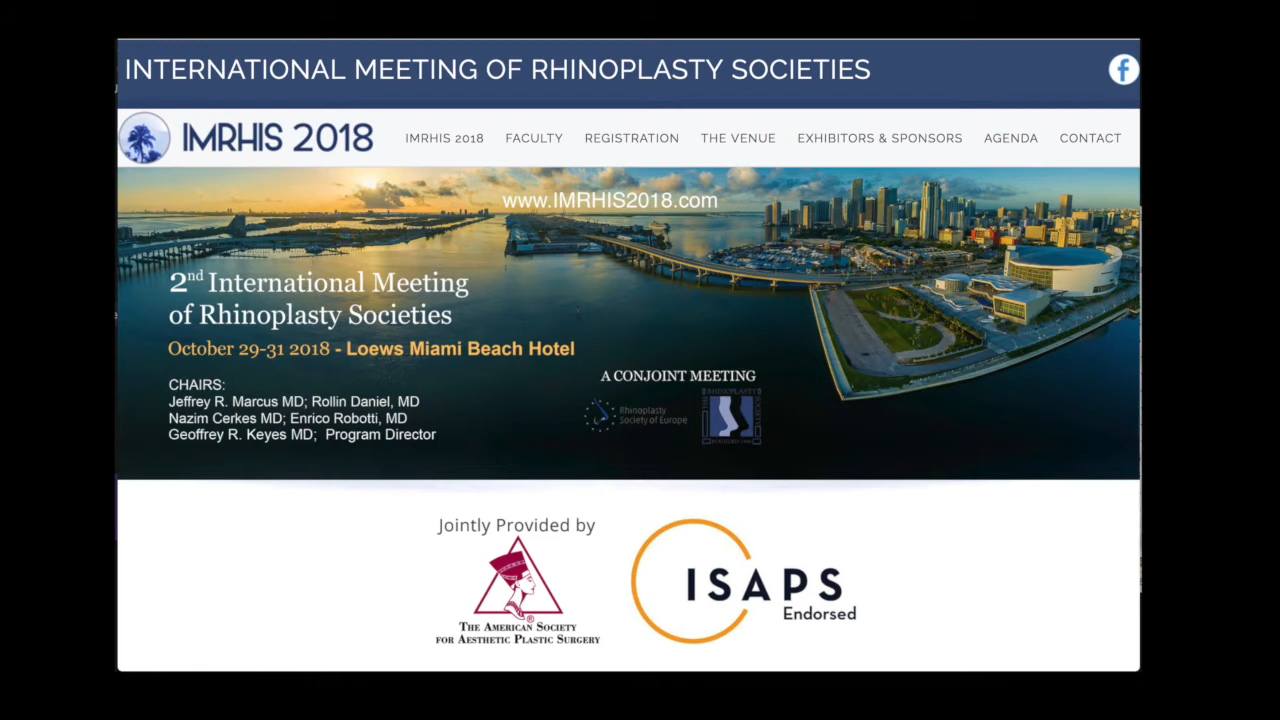 INTERNATIONAL MEETING OF RHINOPLASTY SOCIETIES
f
IMRHIS 2018
IMRHIS 2018 FACULTY REGISTRATION THE VENUE EXHIBITORS & SPONSORS AGENDA CONTACT
www.IMRHIS2018.com
2nd International Meeting
of Rhinoplasty Societies
October 29-31 2018 - Loews Miami Beach Hotel
CHAIRS:
Jeffrey R. Marcus MD; Rollin Daniel, MD
Nazim Cerkes MD; Enrico Robotti, MD
Geoffrey R. Keyes MD; Program Director
A CONJOINT MEETING
Rhinoplasty
Society of Europe
THE RHINOPLASTY SOCIETY
Jointly Provided by
®
THE AMERICAN SOCIETY
FOR AESTHETIC PLASTIC SURGERY
ISAPS
Endorsed